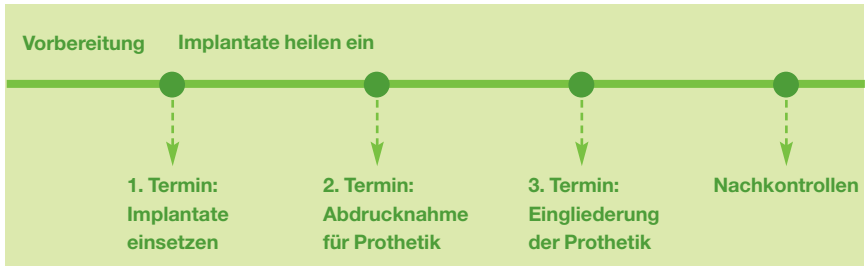 Vorbereitung
Implantate heilen ein
1. Termin:
Implantate
einsetzen
2. Termin:
Abdrucknahme
für Prothetik
3. Termin:
Eingliederung
der Prothetik
Nachkontrollen